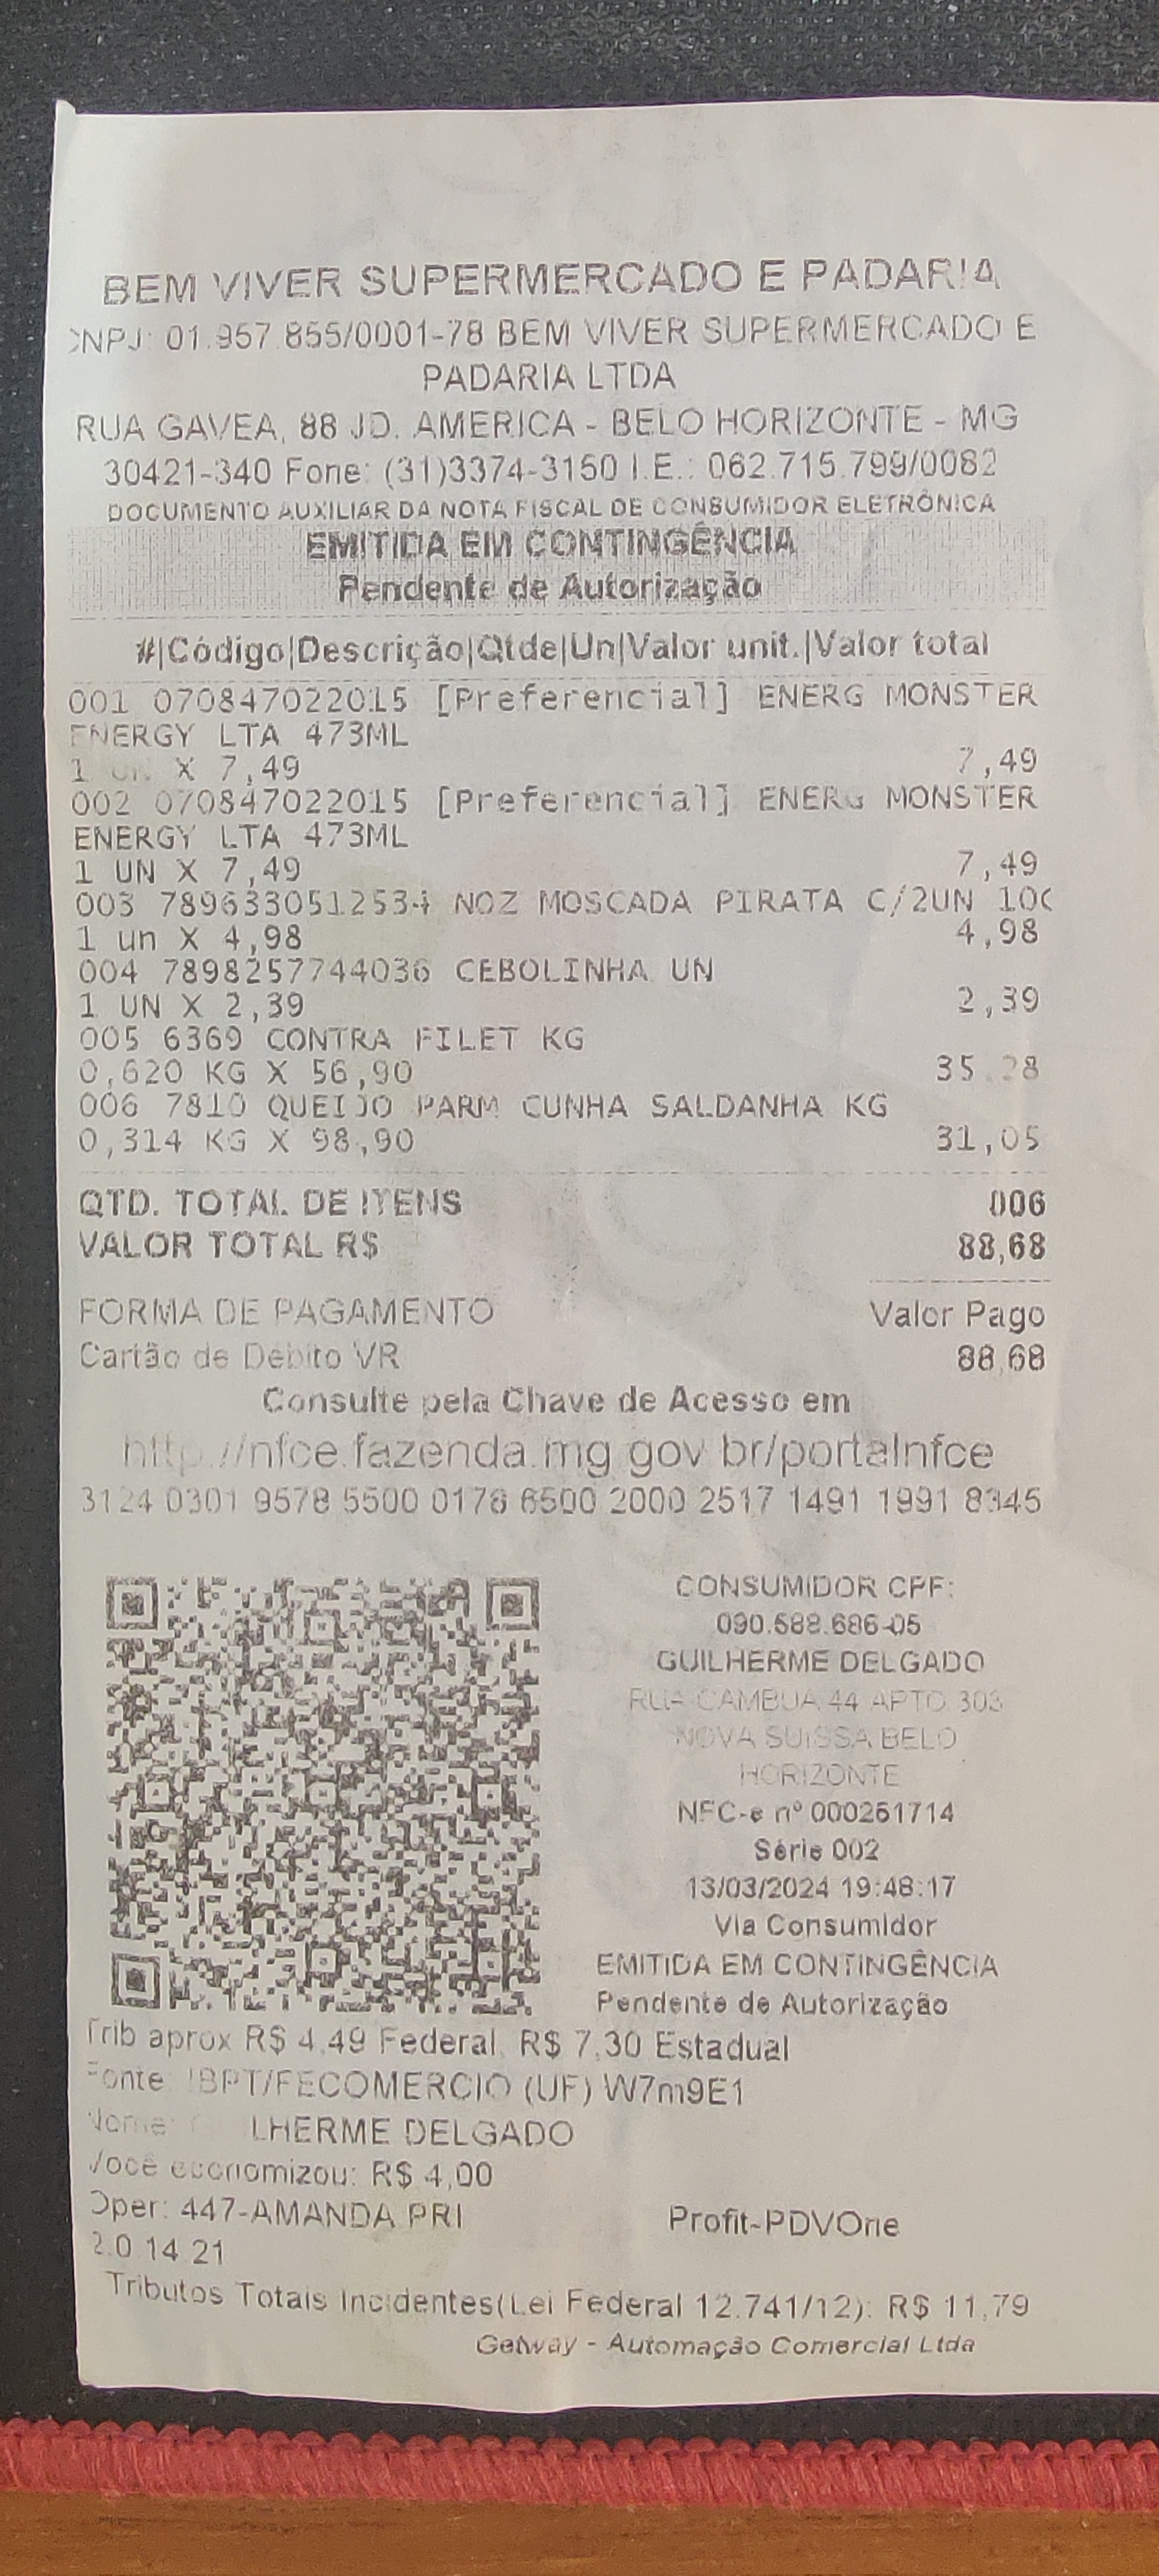 BEM VIVER SUPERMERCADO E PADARIA
CNPJ: 01.957.855/0001-78 BEM VIVER SUPERMERCADO E
PADARIA LTDA
RUA GAVEA, 88 JD. AMERICA - BELO HORIZONTE - MG
30421-340 Fone: (31)3374-3150 I.E.: 062.715.799/0082
DOCUMENTO AUXILIAR DA NOTA FISCAL DE CONSUMIDOR ELETRÔNICA
EMITIDA EM CONTINGÊNCIA
Pendente de Autorização
#|Código|Descrição|Qtde|Un|Valor unit.|Valor total
001 070847022015 [Preferencial] ENERG MONSTER
ENERGY LTA 473ML
1 UN X 7,49 7,49
002 070847022015 [Preferencial] ENERG MONSTER
ENERGY LTA 473ML
1 UN X 7,49 7,49
003 7896330512534 NOZ MOSCADA PIRATA C/2UN
1 un X 4,98 4,98
004 7898257744036 CEBOLINHA UN
1 UN X 2,39 2,39
005 6369 CONTRA FILET KG
0,620 KG X 56,90 35,28
006 7810 QUEIJO PARM CUNHA SALDANHA KG
0,314 KG X 98,90 31,05
QTD. TOTAL DE ITENS 006
VALOR TOTAL R$ 88,68
FORMA DE PAGAMENTO Valor Pago
Cartão de Debito VR 88,68
Consulte pela Chave de Acesso em
http://nfce.fazenda.mg.gov.br/portalnfce
3124 0301 9578 5500 0178 6500 2000 2517 1491 1991 8345
CONSUMIDOR CPF:
090.588.686-05
GUILHERME DELGADO
RUA CAMBUA 44 APTO 303
NOVA SUISSA BELO
HORIZONTE
NFC-e nº 000251714
Série 002
13/03/2024 19:48:17
Via Consumidor
EMITIDA EM CONTINGÊNCIA
Pendente de Autorização
Trib aprox R$ 4,49 Federal, R$ 7,30 Estadual
Fonte: IBPT/FECOMERCIO (UF) W7m9E1
Nome: LHERME DELGADO
Você economizou: R$ 4,00
Oper: 447-AMANDA PRI Profit-PDVOne
2.0.14.21
Tributos Totais Incidentes(Lei Federal 12.741/12): R$ 11,79
Getway - Automação Comercial Ltda